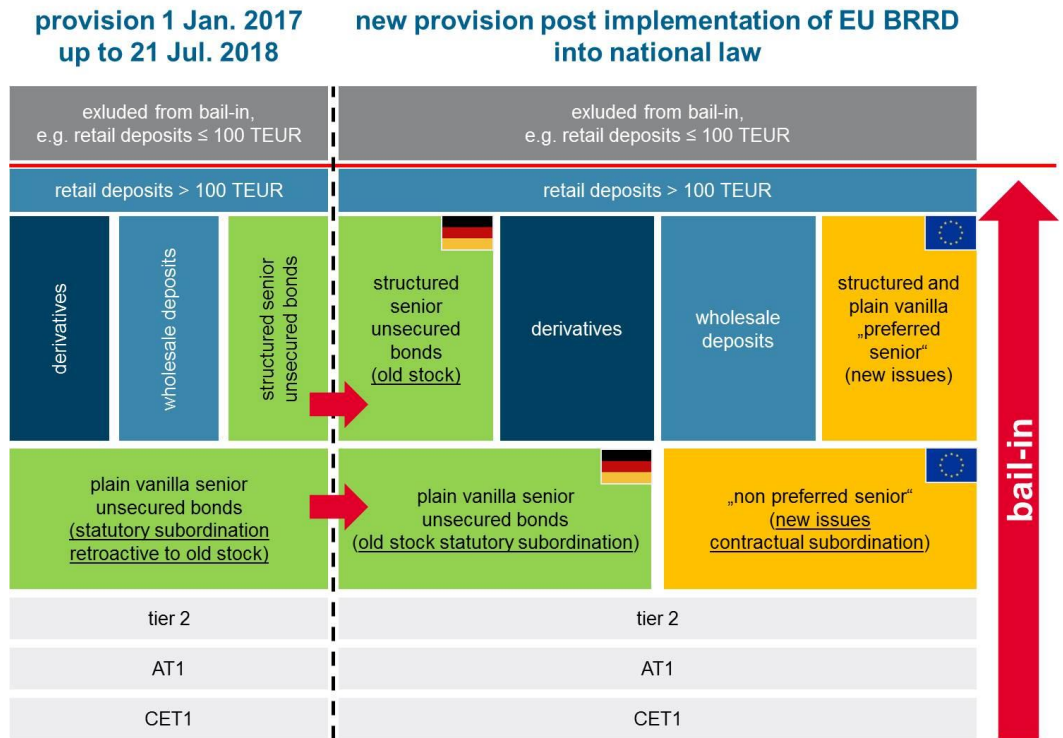 provision 1 Jan. 2017
up to 21 Jul. 2018
new provision post implementation of EU BRRD
into national law
exluded from bail-in,
e.g. retail deposits ≤ 100 TEUR
exluded from bail-in,
e.g. retail deposits ≤ 100 TEUR
retail deposits > 100 TEUR
retail deposits > 100 TEUR
derivatives
wholesale deposits
structured senior
unsecured bonds
structured
senior
unsecured
bonds
(old stock)
derivatives
wholesale
deposits
structured and
plain vanilla
„preferred
senior“
(new issues)
plain vanilla senior
unsecured bonds
(statutory subordination
retroactive to old stock)
plain vanilla senior
unsecured bonds
(old stock statutory subordination)
„non preferred senior“
(new issues
contractual subordination)
tier 2
tier 2
AT1
AT1
CET1
CET1
bail-in